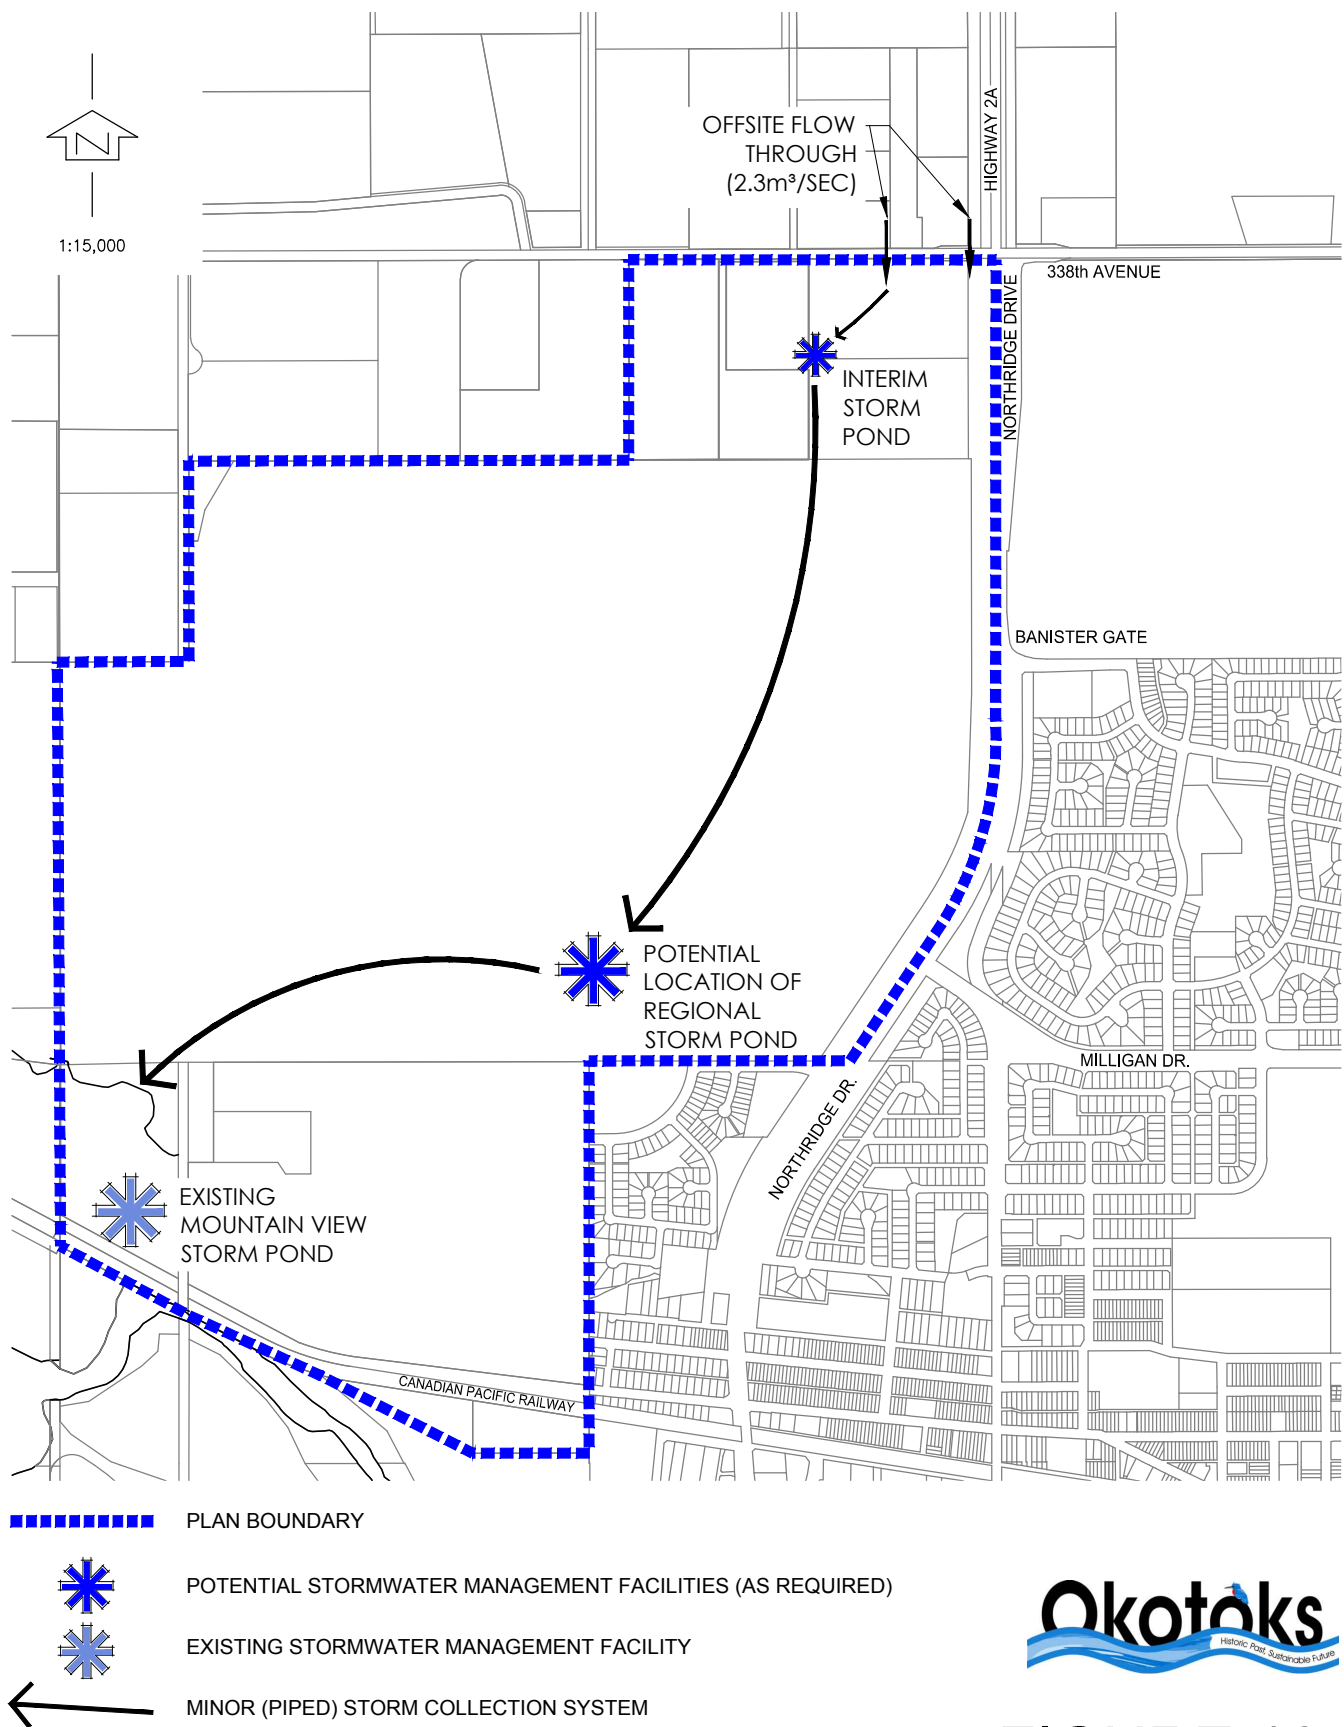 OFFSITE FLOW
THROUGH
(2.3m³/SEC)
HIGHWAY 2A
N
1:15,000
338th AVENUE
NORTHRIDGE DRIVE
INTERIM
STORM
POND
BANISTER GATE
POTENTIAL
LOCATION OF
REGIONAL
STORM POND
MILLIGAN DR.
NORTHRIDGE DR.
EXISTING
MOUNTAIN VIEW
STORM POND
CANADIAN PACIFIC RAILWAY
PLAN BOUNDARY
POTENTIAL STORMWATER MANAGEMENT FACILITIES (AS REQUIRED)
EXISTING STORMWATER MANAGEMENT FACILITY
MINOR (PIPED) STORM COLLECTION SYSTEM
Okotoks
Historic Past, Sustainable Future